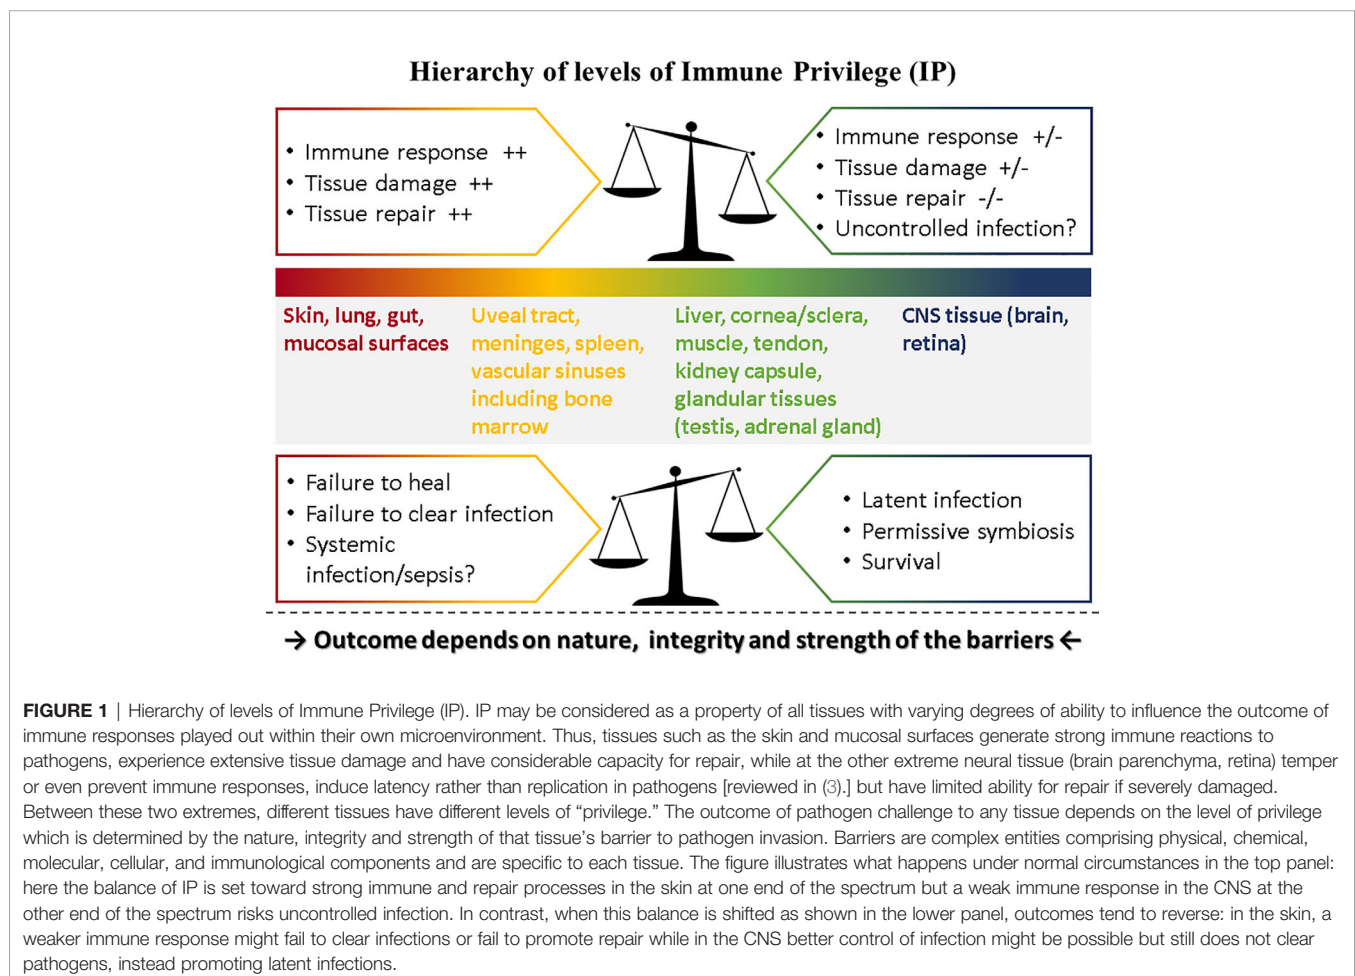 Hierarchy of levels of Immune Privilege (IP)
• Immune response ++
• Tissue damage ++
• Tissue repair ++
• Immune response +/-
• Tissue damage +/-
• Tissue repair -/-
• Uncontrolled infection?
Skin, lung, gut,
mucosal surfaces
Uveal tract,
meninges, spleen,
vascular sinuses
including bone
marrow
Liver, cornea/sclera,
muscle, tendon,
kidney capsule,
glandular tissues
(testis, adrenal gland)
CNS tissue (brain,
retina)
• Failure to heal
• Failure to clear infection
• Systemic
infection/sepsis?
• Latent infection
• Permissive symbiosis
• Survival
→ Outcome depends on nature, integrity and strength of the barriers ←
FIGURE 1 | Hierarchy of levels of Immune Privilege (IP). IP may be considered as a property of all tissues with varying degrees of ability to influence the outcome of
immune responses played out within their own microenvironment. Thus, tissues such as the skin and mucosal surfaces generate strong immune reactions to
pathogens, experience extensive tissue damage and have considerable capacity for repair, while at the other extreme neural tissue (brain parenchyma, retina) temper
or even prevent immune responses, induce latency rather than replication in pathogens [reviewed in (3).] but have limited ability for repair if severely damaged.
Between these two extremes, different tissues have different levels of “privilege.” The outcome of pathogen challenge to any tissue depends on the level of privilege
which is determined by the nature, integrity and strength of that tissue’s barrier to pathogen invasion. Barriers are complex entities comprising physical, chemical,
molecular, cellular, and immunological components and are specific to each tissue. The figure illustrates what happens under normal circumstances in the top panel:
here the balance of IP is set toward strong immune and repair processes in the skin at one end of the spectrum but a weak immune response in the CNS at the
other end of the spectrum risks uncontrolled infection. In contrast, when this balance is shifted as shown in the lower panel, outcomes tend to reverse: in the skin, a
weaker immune response might fail to clear infections or fail to promote repair while in the CNS better control of infection might be possible but still does not clear
pathogens, instead promoting latent infections.